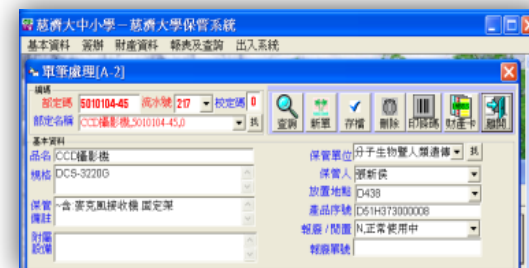 慈濟大中小學－慈濟大學保管系統
基本資料 簽辦 財產資料 報表及查詢 出入系統
單筆處理[A-2]
編碼
部定碼 5010104-45 流水號 217 校定碼 0
部定名稱 CCD攝影機,5010104-45,0 找
查詢 新單 存檔 刪除 印條碼 財產卡 離開
基本資料
品名 CCD攝影機
規格 DCS-3220G
保管備註 ~含 麥克風接收機 固定架
附屬設備
保管單位 分子生物暨人類遺傳 找
保管人 張新侯
放置地點 D438
產品序號 D51H373000008
報廢/閒置 N,正常使用中
報廢單號